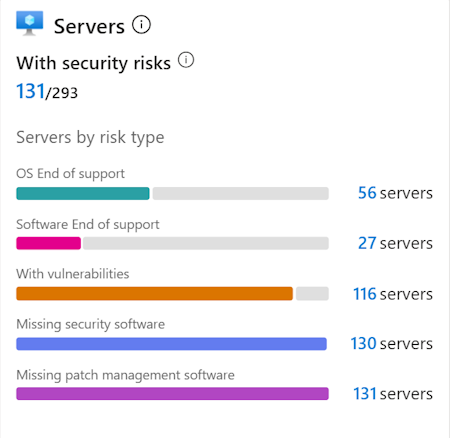 Servers
With security risks
131/293
Servers by risk type
OS End of support
56 servers
Software End of support
27 servers
With vulnerabilities
116 servers
Missing security software
130 servers
Missing patch management software
131 servers